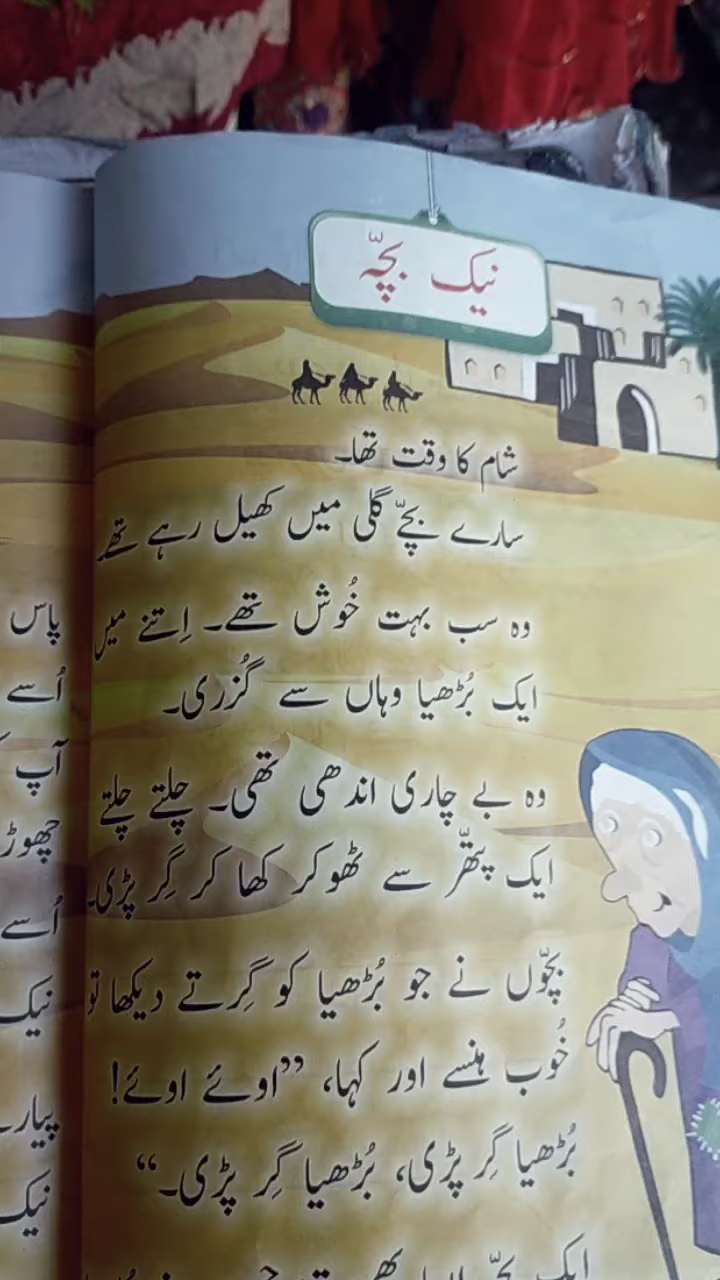 نیک بچّہ
شام کا وقت تھا۔
سارے بچّے گلی میں کھیل رہے تھے
وہ سب بہت خُوش تھے۔ اِتنے میں
ایک بُڑھیا وہاں سے گُزری۔
وہ بے چاری اندھی تھی۔ چلتے چلتے
ایک پتھّر سے ٹھوکر کھا کر گِر پڑی۔
بچّوں نے جو بُڑھیا کو گِرتے دیکھا تو
خُوب ہنسے اور کہا، ”اوئے اوئے!
بُڑھیا گِر پڑی، بُڑھیا گِر پڑی۔“
ایک بچّہ
پاس
اُسے
آپ
چھوڑ
اُسے
نیک
نیک